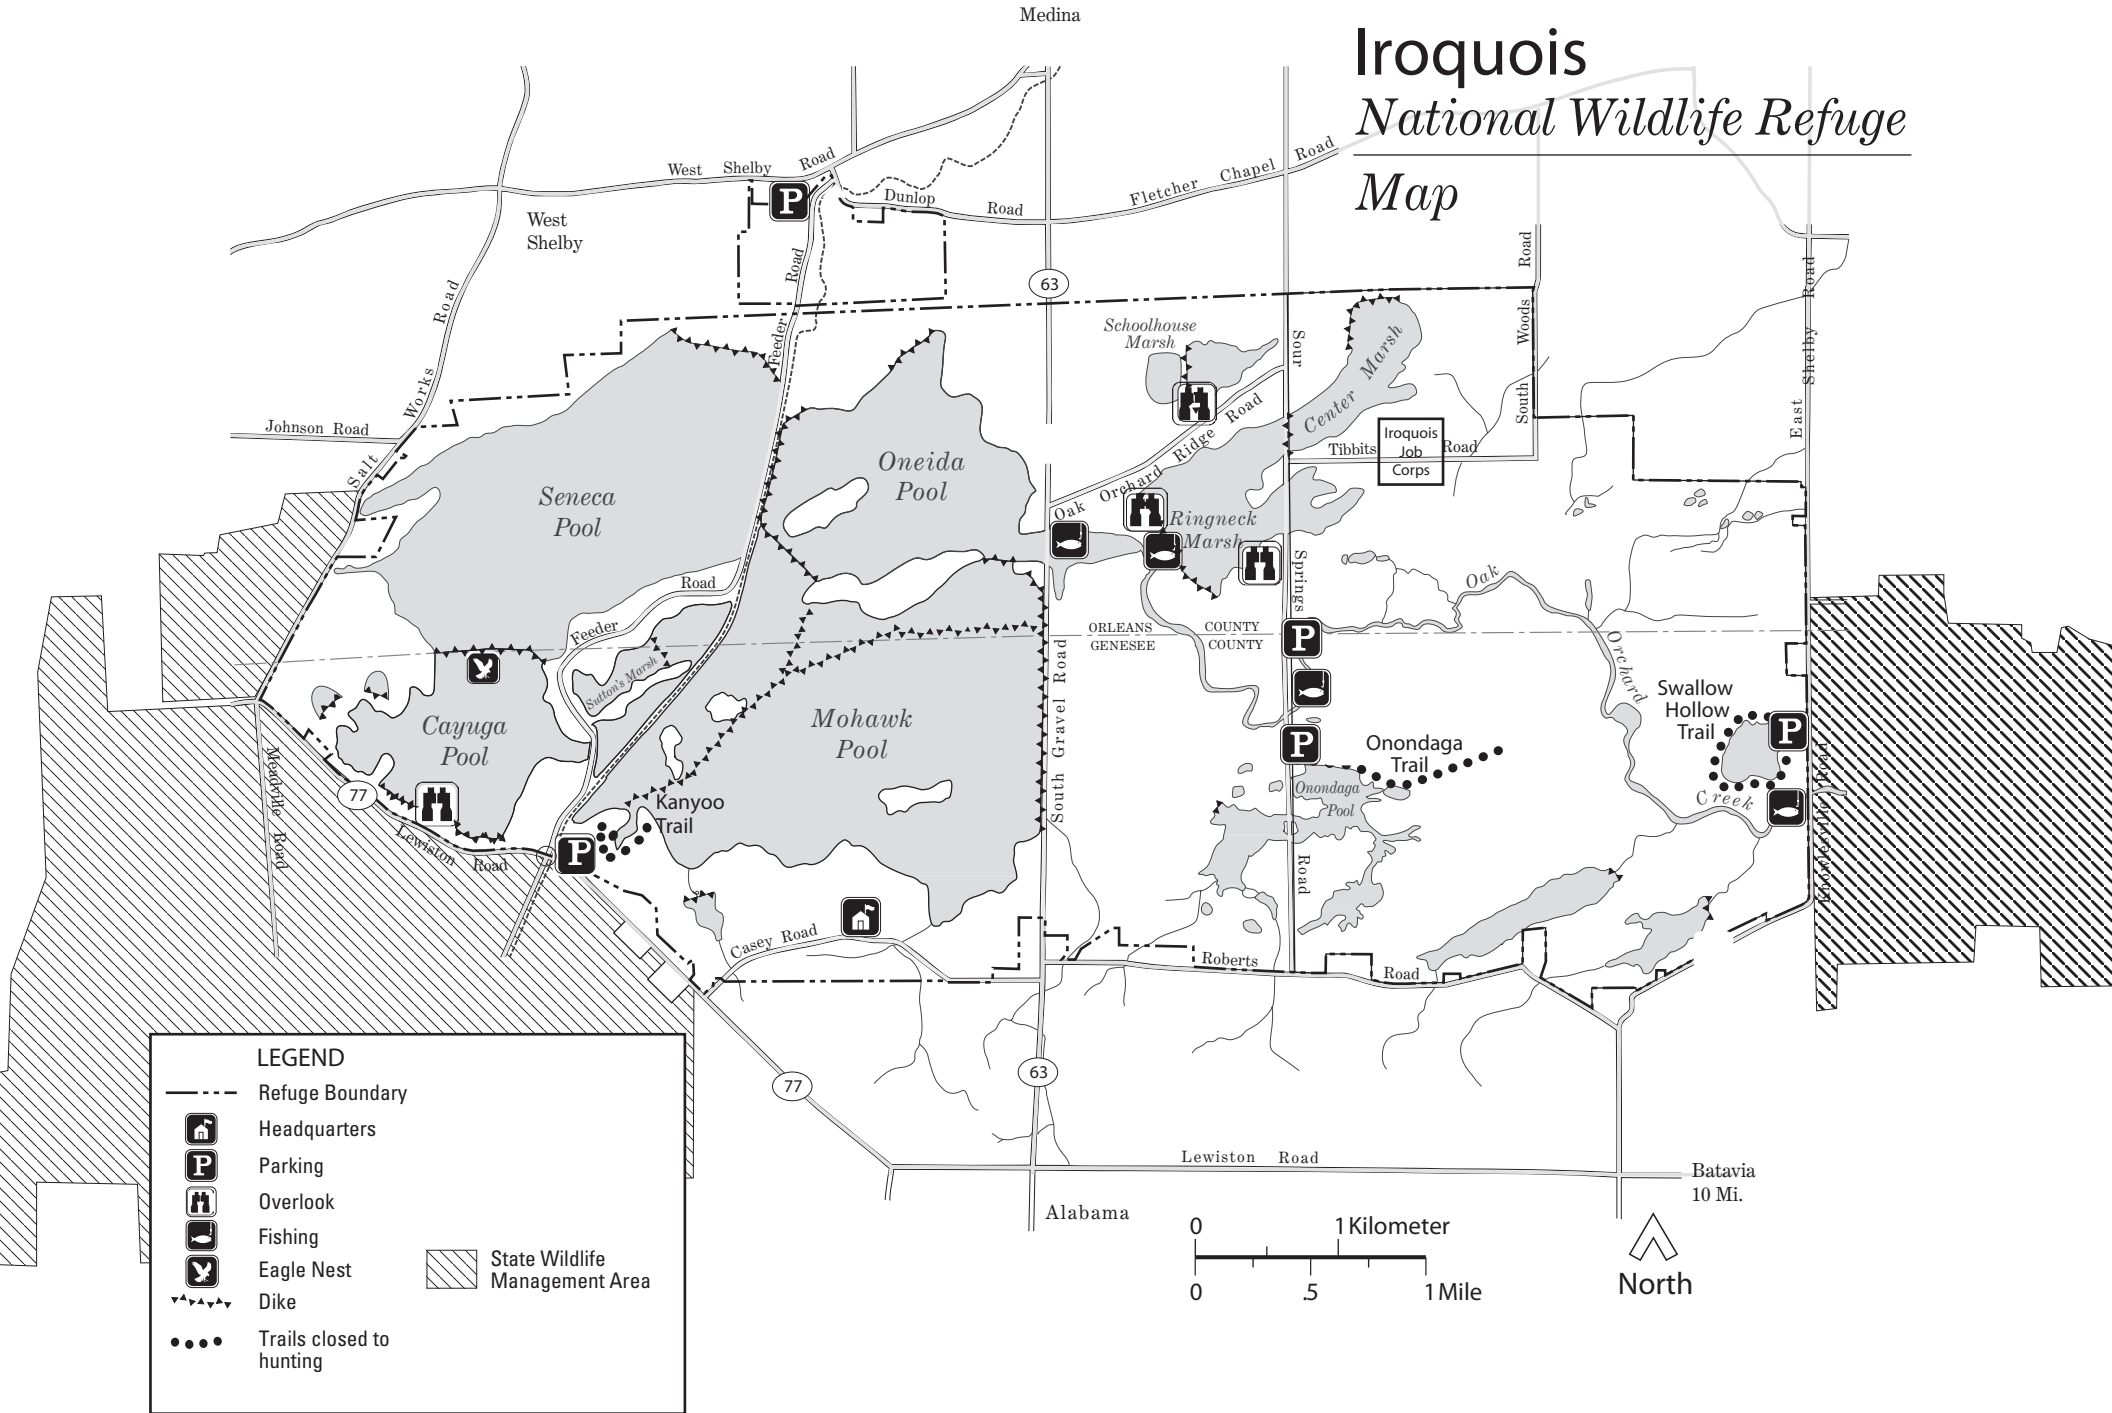 Medina
Iroquois
National Wildlife Refuge
Map
West Shelby Road
Fletcher Chapel Road
Dunlop Road
West
Shelby
63
Feeder Road
Salt Works Road
Johnson Road
Schoolhouse
Marsh
Sour Springs Road
Center Marsh
South Woods Road
East Shelby Road
Oak Orchard Ridge Road
Tibbits Road
Iroquois
Job
Corps
Seneca
Pool
Oneida
Pool
Ringneck
Marsh
Feeder Road
Oak Orchard Creek
ORLEANS COUNTY
GENESEE COUNTY
Sutton's Marsh
South Gravel Road
Cayuga
Pool
Mohawk
Pool
Swallow
Hollow
Trail
Onondaga
Trail
Onondaga
Pool
Meadville Road
77
Kanyoo
Trail
Lewiston Road
Knowlesville Road
Casey Road
Roberts Road
77
63
Lewiston Road
Batavia
10 Mi.
Alabama
0 1 Kilometer
0 .5 1 Mile
North
LEGEND
Refuge Boundary
Headquarters
P Parking
Overlook
Fishing
Eagle Nest
Dike
Trails closed to
hunting
State Wildlife
Management Area
P
P
P
P
P